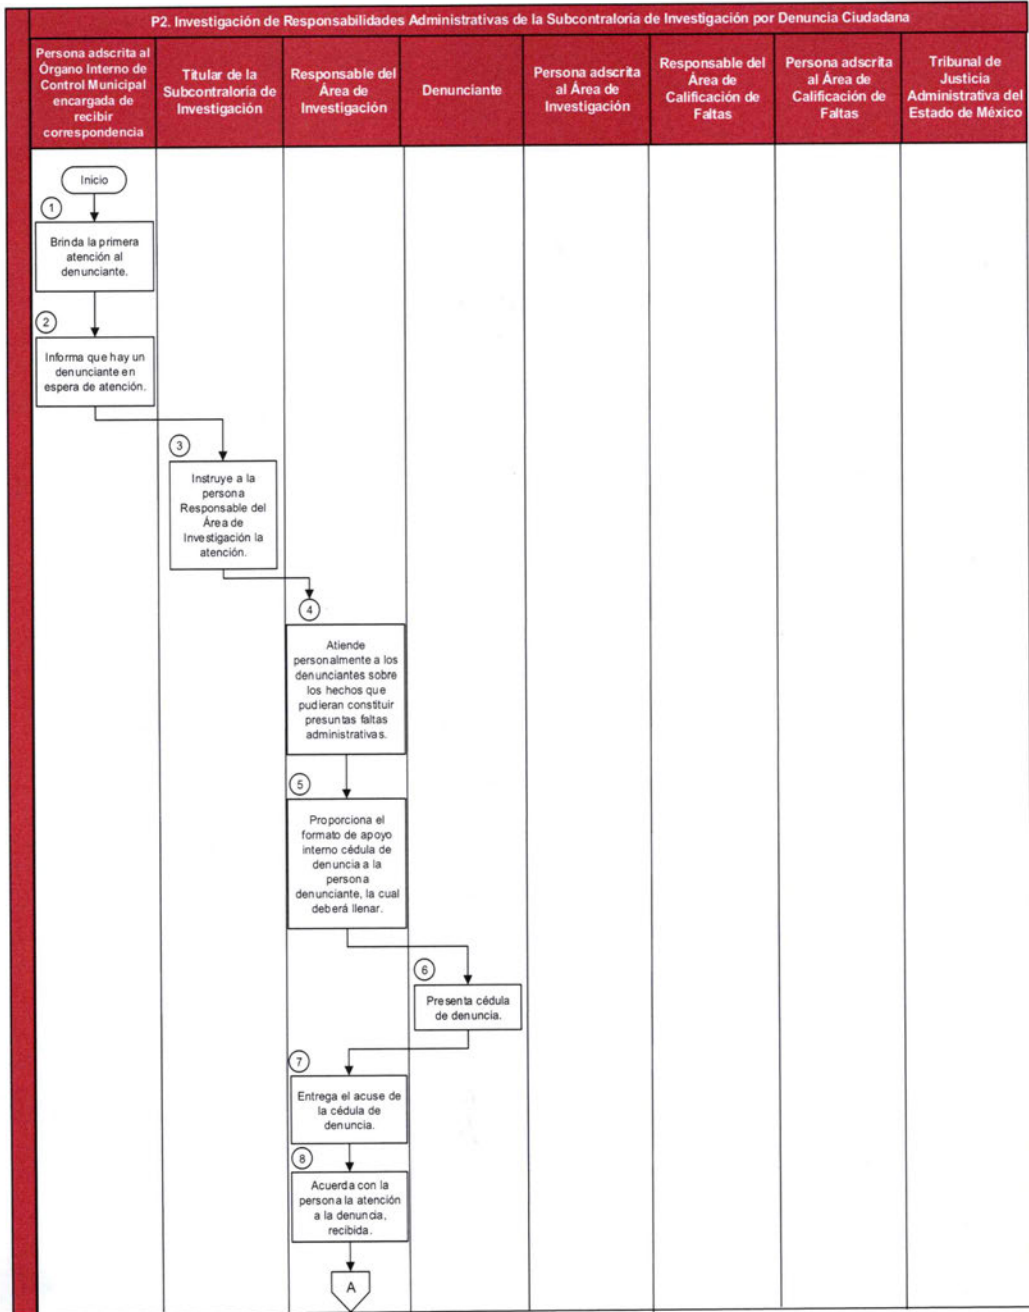 P2. Investigación de Responsabilidades Administrativas de la Subcontraloría de Investigación por Denuncia Ciudadana
Persona adscrita al
Órgano Interno de
Control Municipal
encargada de
recibir
correspondencia
Titular de la
Subcontraloría de
Investigación
Responsable del
Área de
Investigación
Denunciante
Persona adscrita
al Área de
Investigación
Responsable del
Área de
Calificación de
Faltas
Persona adscrita
al Área de
Calificación de
Faltas
Tribunal de
Justicia
Administrativa del
Estado de México
Inicio
1
Brinda la primera
atención al
denunciante.
2
Informa que hay un
denunciante en
espera de atención.
3
Instruye a la
persona
Responsable del
Área de
Investigación la
atención.
4
Atiende
personalmente a los
denunciantes sobre
los hechos que
pudieran constituir
presuntas faltas
administrativas.
5
Proporciona el
formato de apoyo
interno cédula de
denuncia a la
persona
denunciante, la cual
deberá llenar.
6
Presenta cédula
de denuncia.
7
Entrega el acuse de
la cédula de
denuncia.
8
Acuerda con la
persona la atención
a la denuncia,
recibida.
A